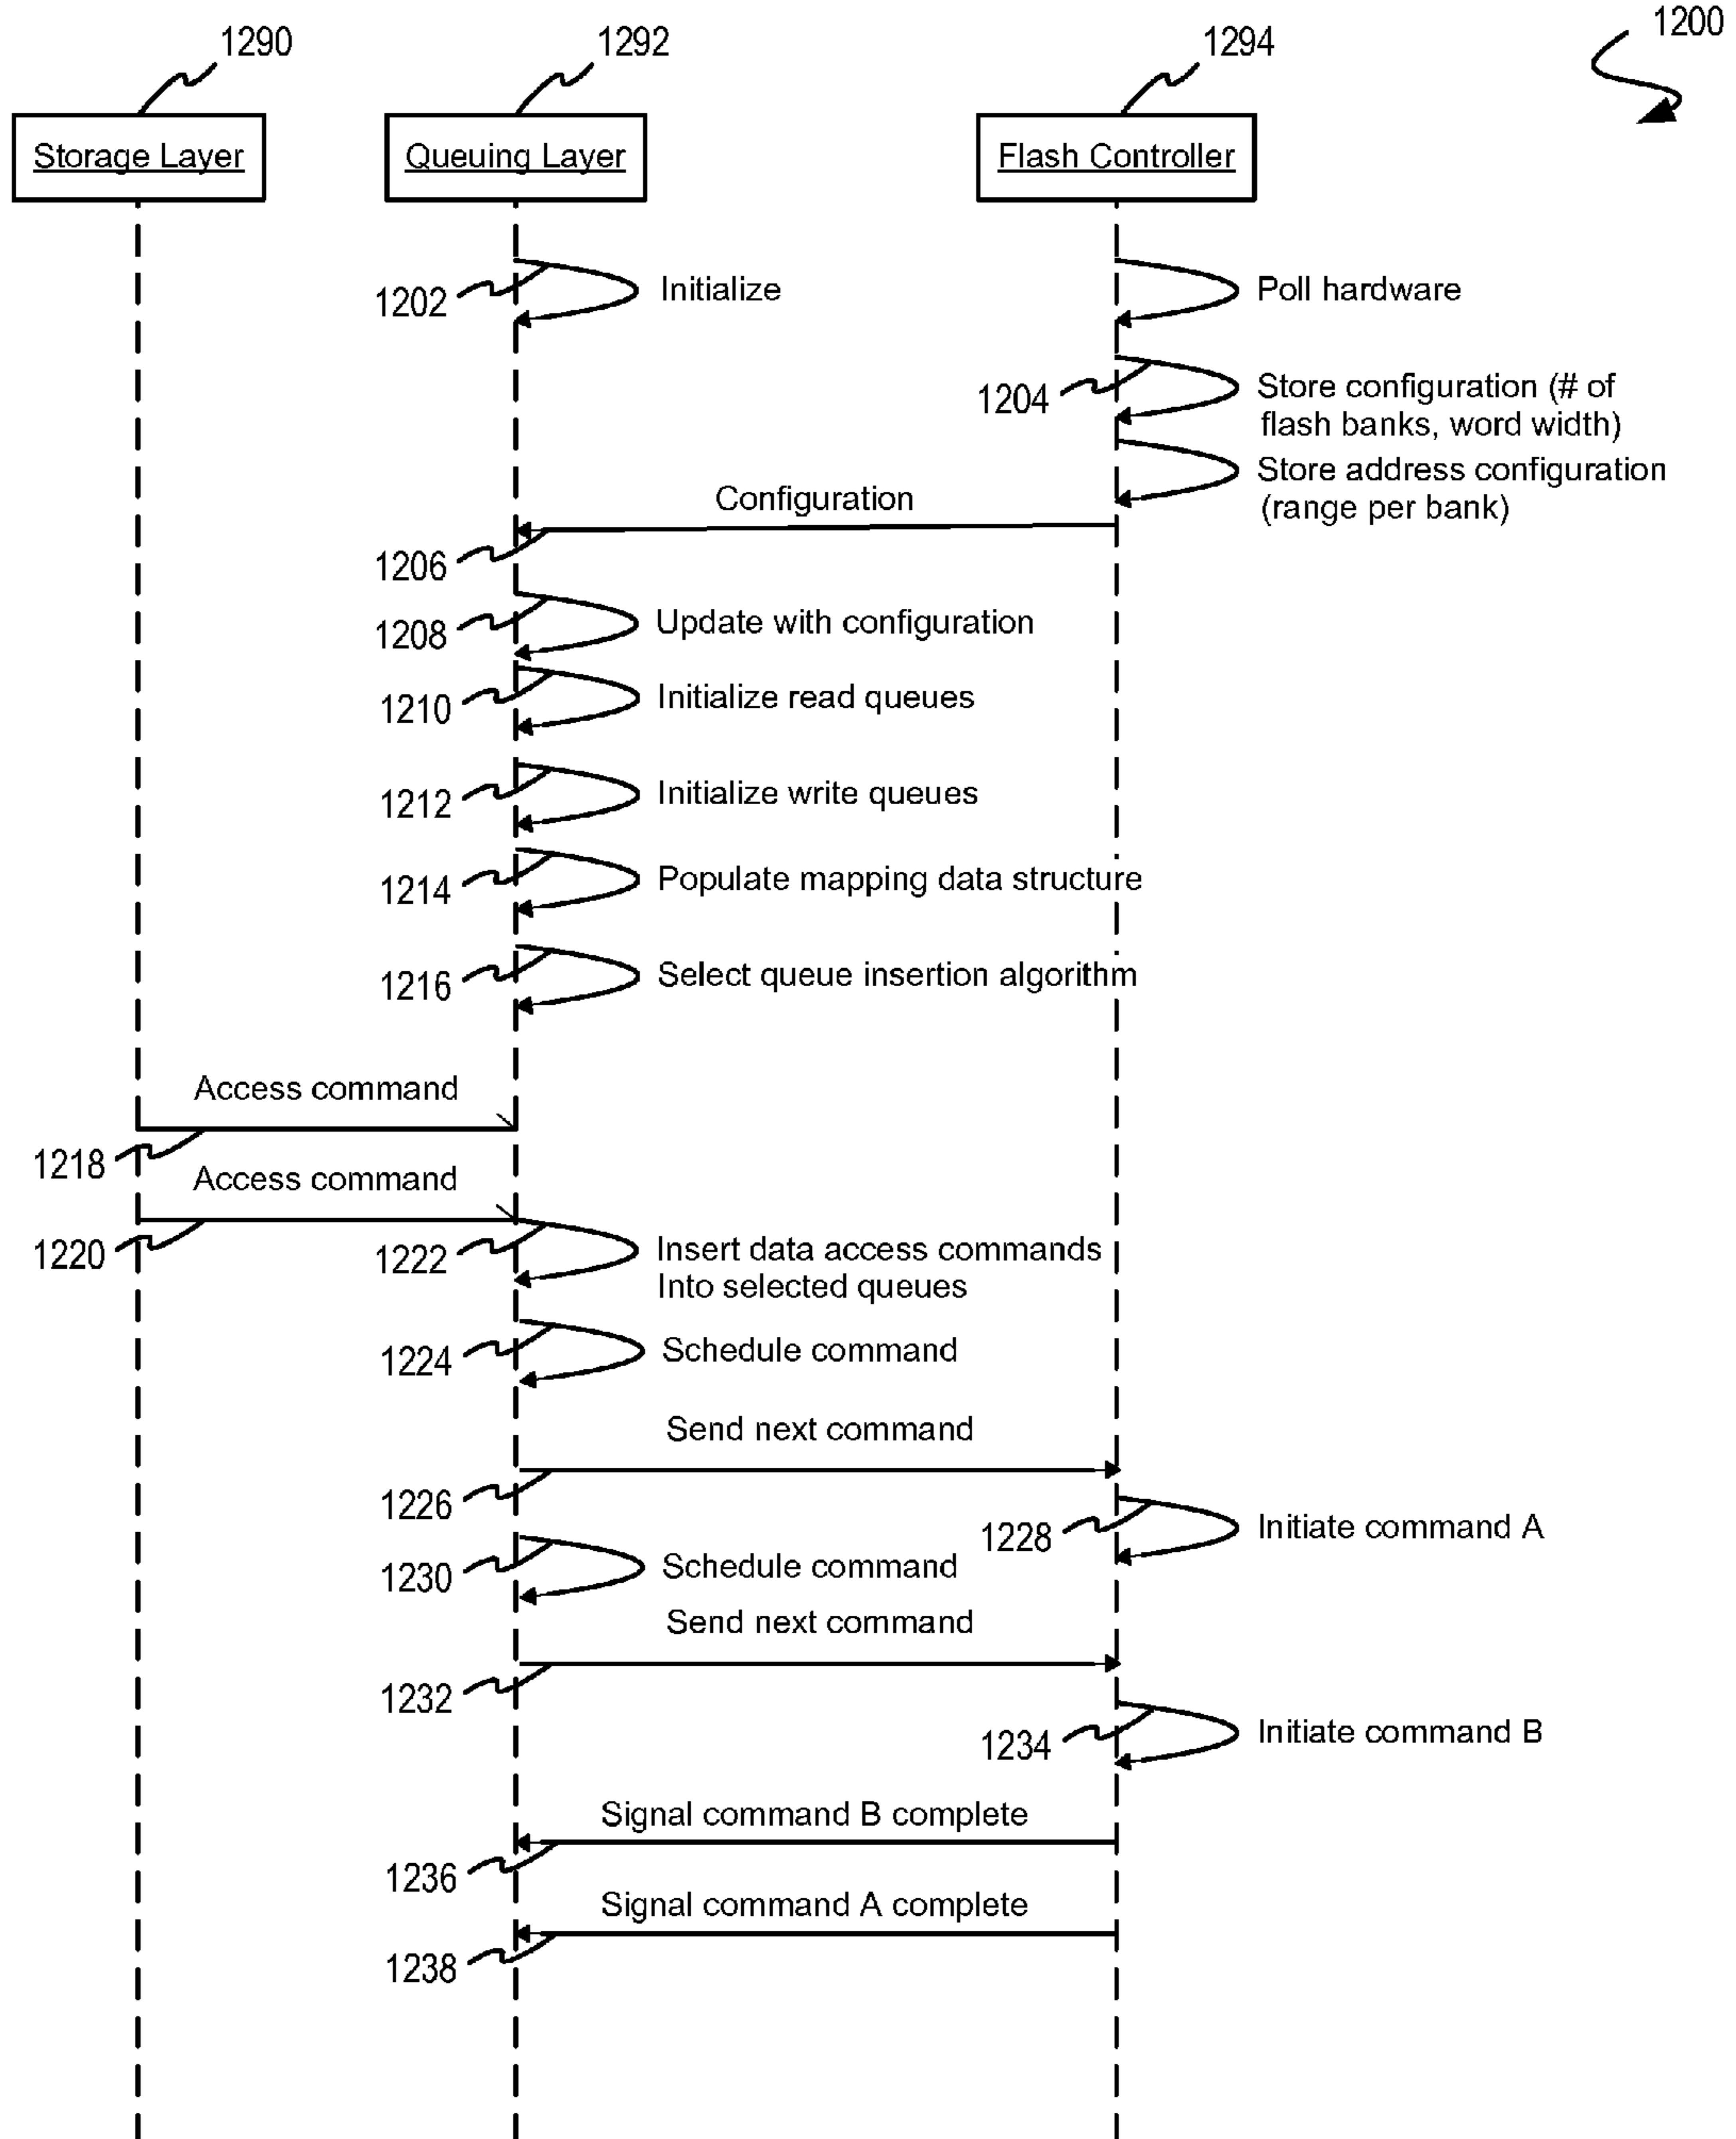 1200
1290
1292
1294
Storage Layer
Queuing Layer
Flash Controller
1202
Initialize
Poll hardware
1204
Store configuration (# of
flash banks, word width)
Store address configuration
(range per bank)
Configuration
1206
1208
Update with configuration
1210
Initialize read queues
1212
Initialize write queues
1214
Populate mapping data structure
1216
Select queue insertion algorithm
Access command
1218
Access command
1220
1222
Insert data access commands
Into selected queues
1224
Schedule command
Send next command
1226
1228
Initiate command A
1230
Schedule command
Send next command
1232
1234
Initiate command B
Signal command B complete
1236
Signal command A complete
1238